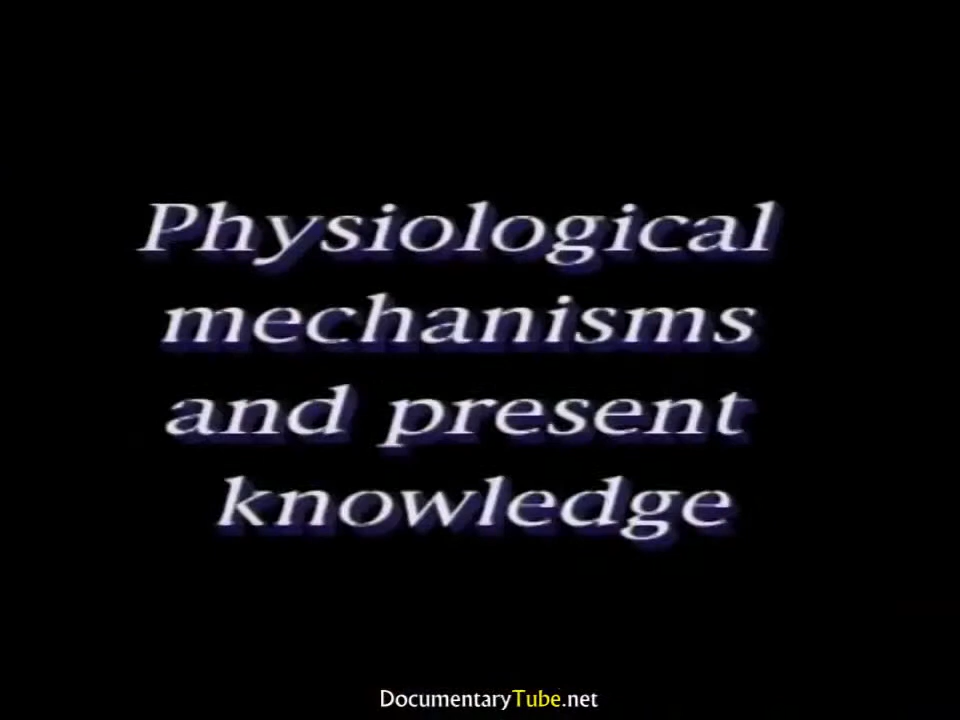 Physiological
mechanisms
and present
knowledge
DocumentaryTube.net